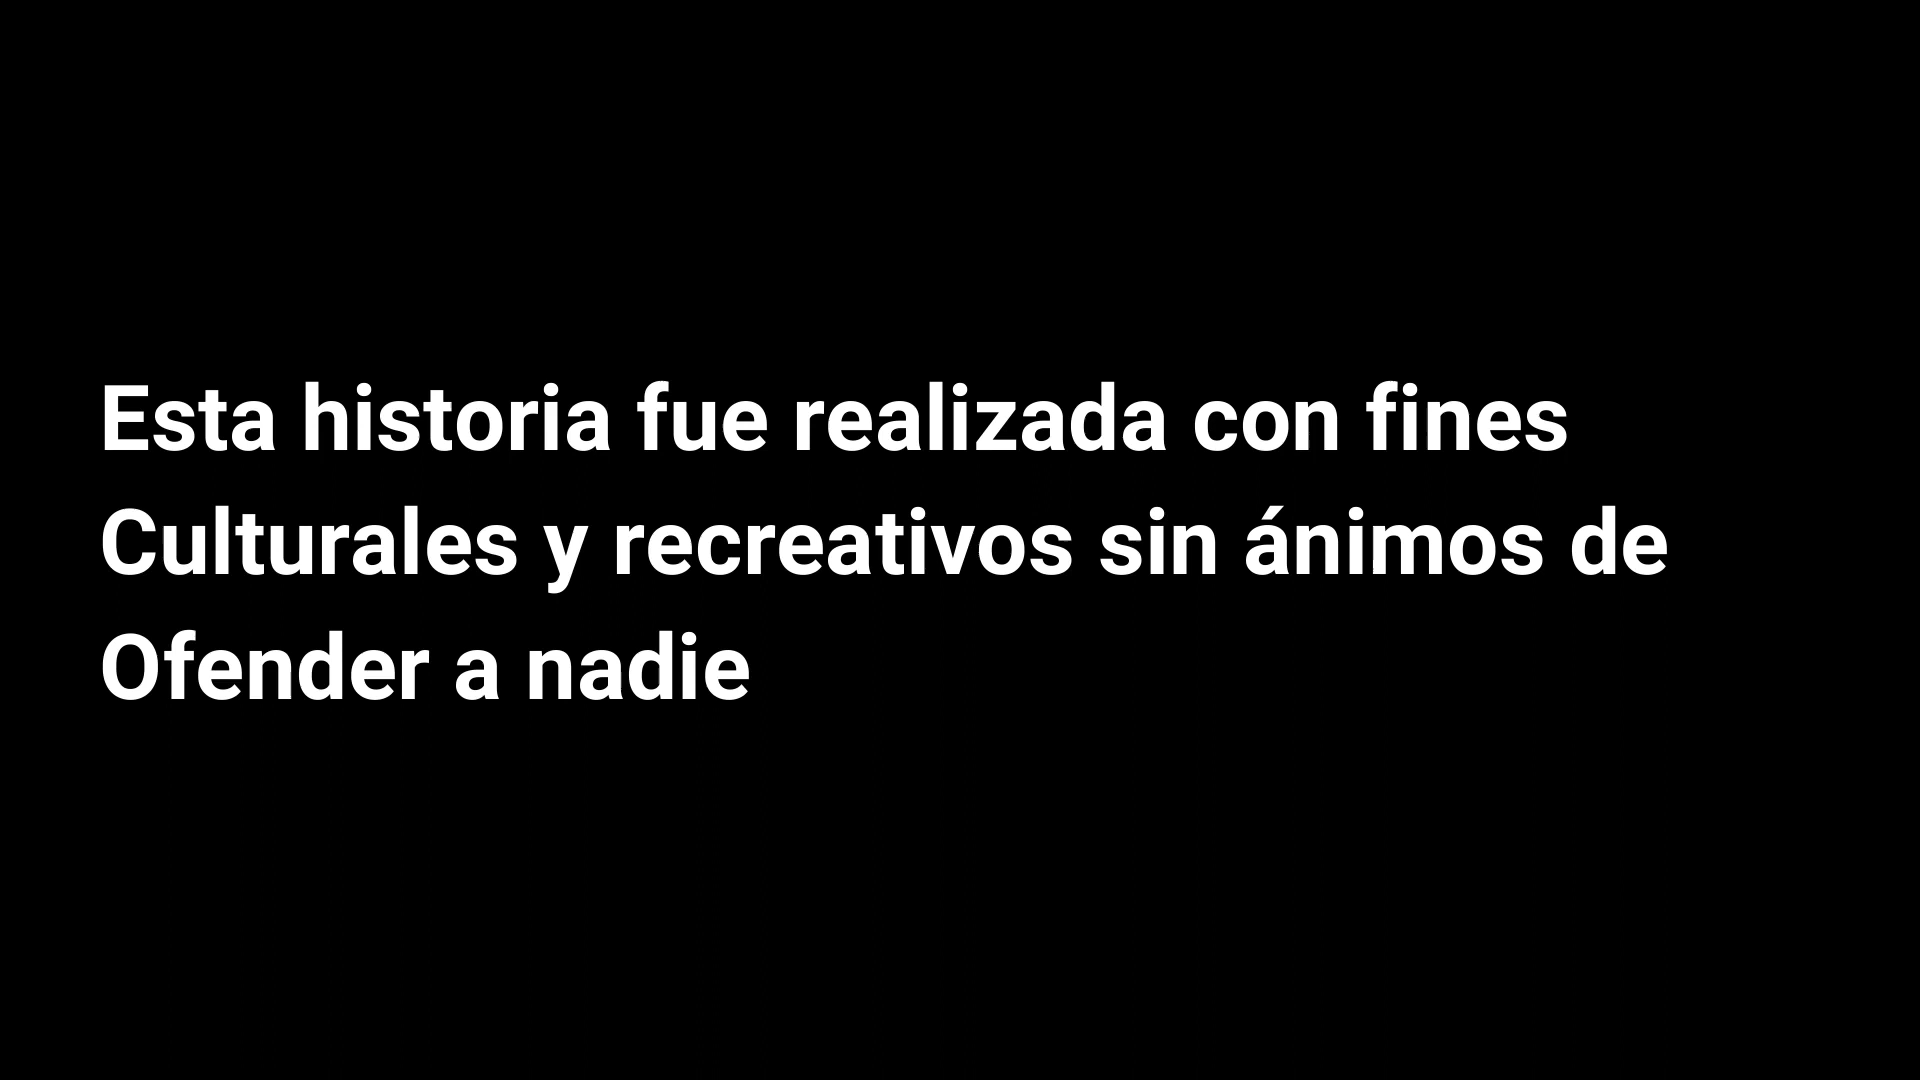 Esta historia fue realizada con fines
Culturales y recreativos sin ánimos de
Ofender a nadie